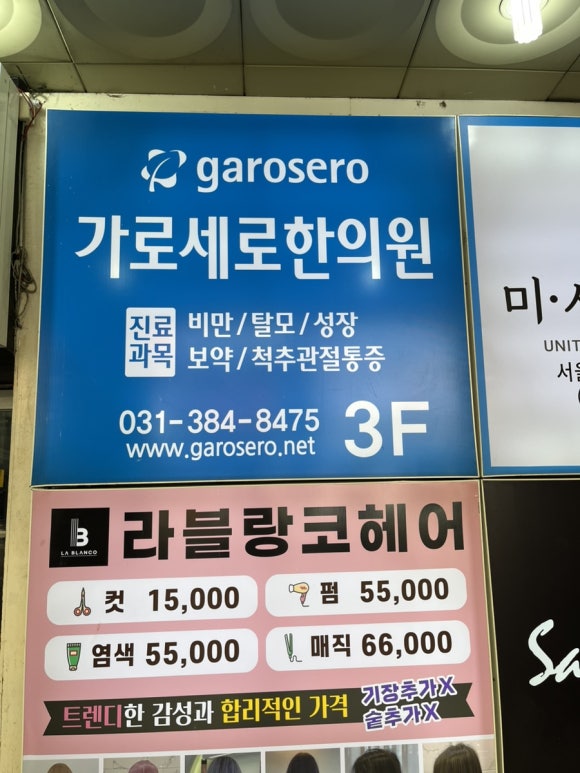 garosero
가로세로한의원
진료과목
비만/탈모/성장
보약/척추관절통증
031-384-8475
www.garosero.net
3F
미·
UNIT
서울
B
LA BLANCO
라블랑코헤어
컷 15,000
펌 55,000
염색 55,000
매직 66,000
트렌디한 감성과 합리적인 가격
기장추가X
숱추가X
Sa